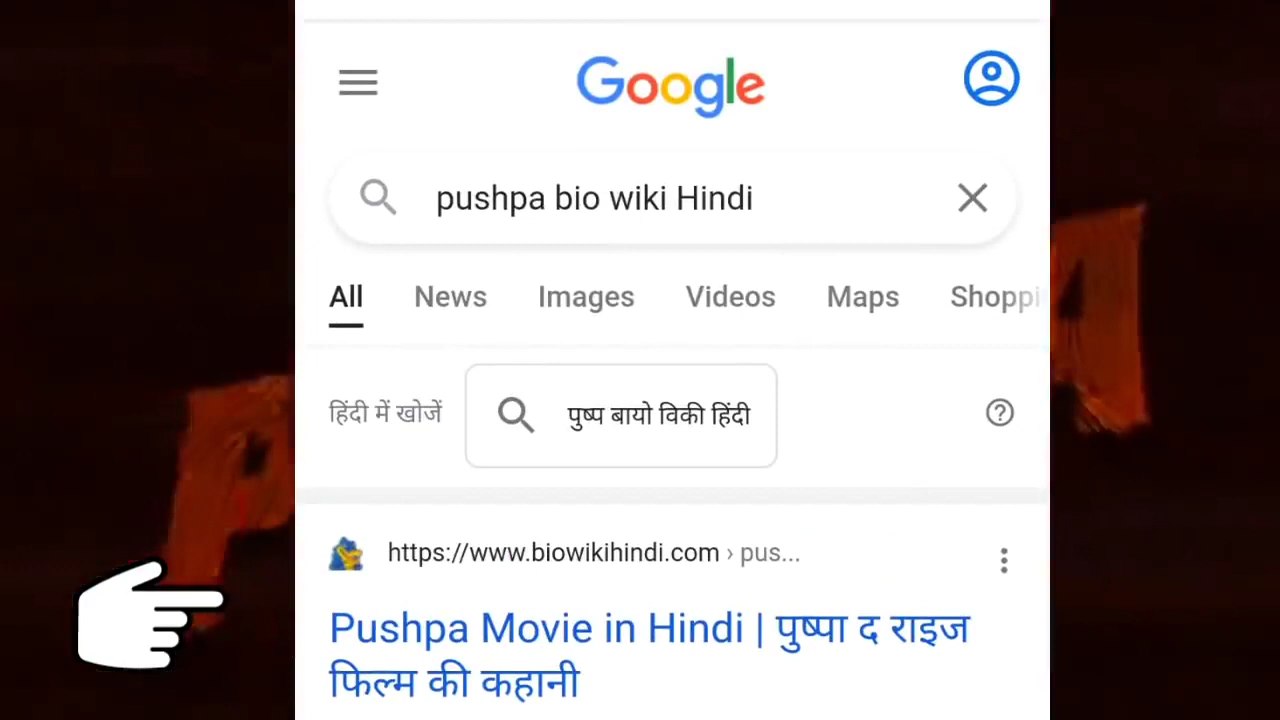 Google
pushpa bio wiki Hindi
All News Images Videos Maps Shoppi
हिंदी में खोजें पुष्प बायो विकी हिंदी
https://www.biowikihindi.com › pus...
Pushpa Movie in Hindi | पुष्पा द राइज
फिल्म की कहानी
P A